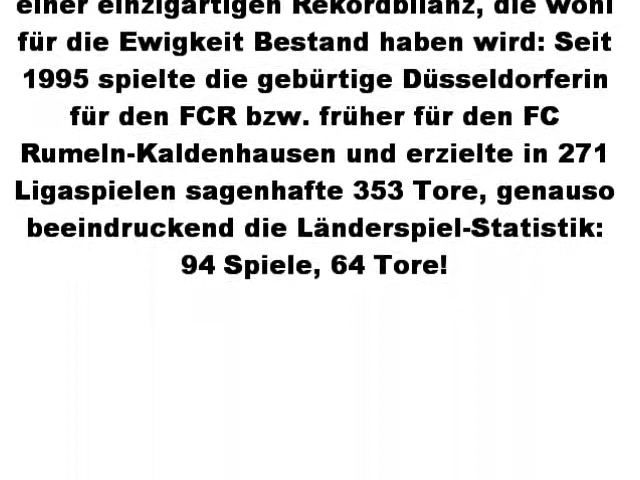 einer einzigartigen Rekordbilanz, die wohl
für die Ewigkeit Bestand haben wird: Seit
1995 spielte die gebürtige Düsseldorferin
für den FCR bzw. früher für den FC
Rumeln-Kaldenhausen und erzielte in 271
Ligaspielen sagenhafte 353 Tore, genauso
beeindruckend die Länderspiel-Statistik:
94 Spiele, 64 Tore!